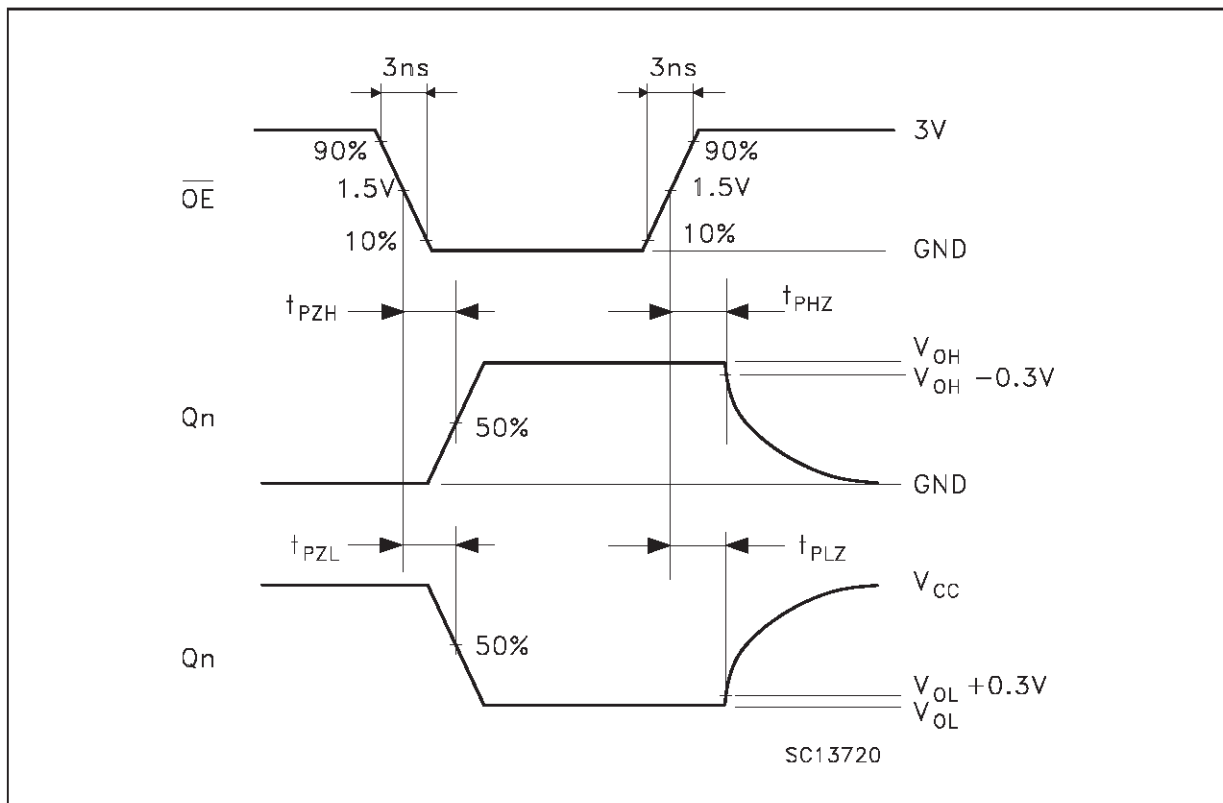 3ns 3ns
3V
90% 90%
OE 1.5V 1.5V
10% 10%
GND
tPZH tPHZ
VOH
VOH -0.3V
Qn 50%
GND
tPZL tPLZ
VCC
Qn 50%
VOL +0.3V
VOL
SC13720